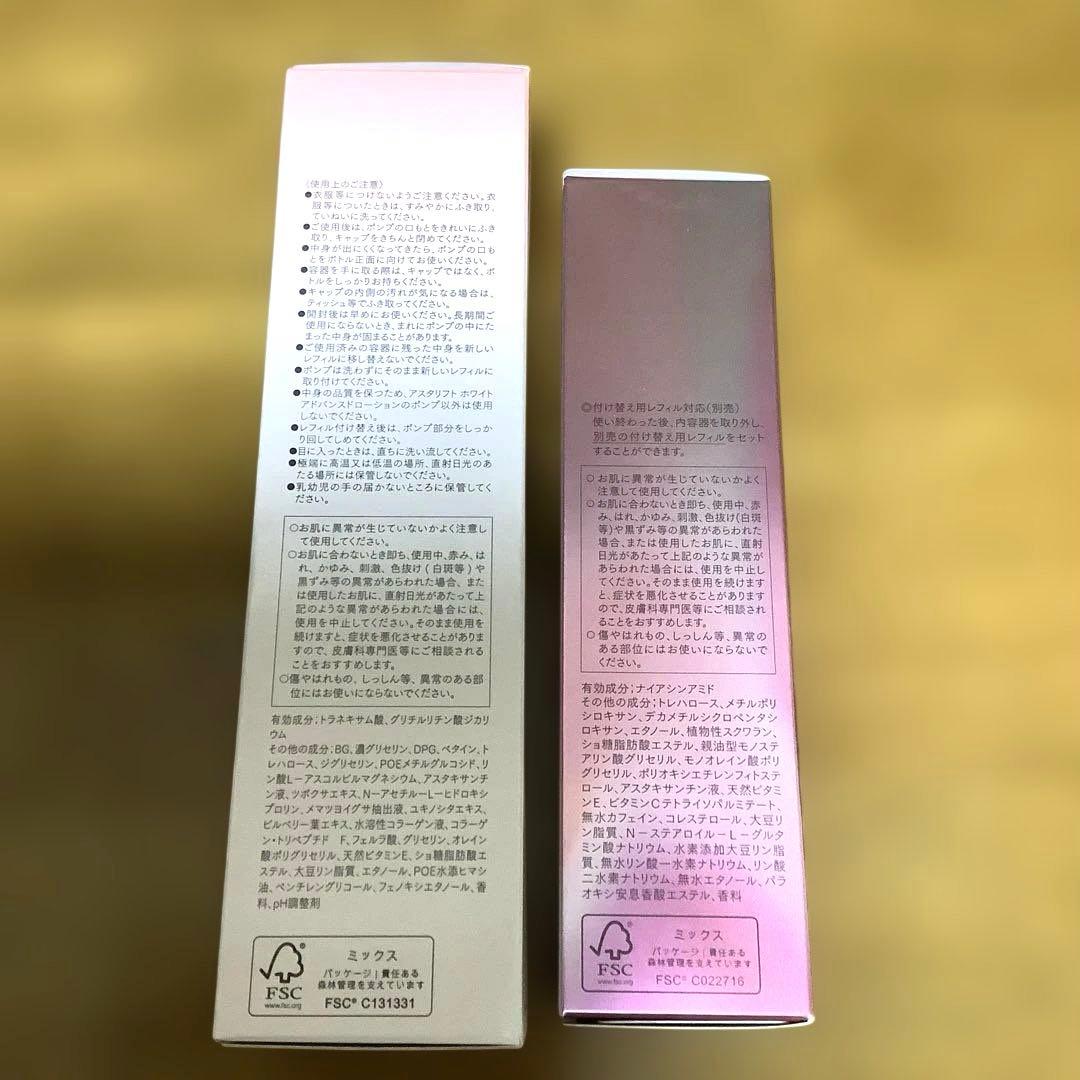 〈使用上のご注意〉
●衣服等につけないようご注意ください。衣
服等についたときは、すみやかにふき取り、
ていねいに洗ってください。
●ご使用後は、ポンプの口もとをきれいにふき
取り、キャップをきちんと閉めてください。
●中身が出にくくなってきたら、ポンプの口も
とをボトル正面に向けてお使いください。
●容器を手に取る際は、キャップではなく、ボ
トルをしっかりお持ちください。
●キャップの内側の汚れが気になる場合は、
ティッシュ等でふき取ってください。
●開封後は早めにお使いください。長期間ご
使用にならないとき、まれにポンプの中にた
まった中身が固まることがあります。
●ご使用済みの容器に残った中身を新しい
レフィルに移し替えないでください。
●ポンプは洗わずにそのまま新しいレフィルに
取り付けてください。
●中身の品質を保つため、アスタリフト ホワイト
アドバンスドローションのポンプ以外は使用
しないでください。
●レフィル付け替え後は、ポンプ部分をしっか
り回してしめてください。
●目に入ったときは、直ちに洗い流してください。
●極端に高温又は低温の場所、直射日光のあ
たる場所には保管しないでください。
●乳幼児の手の届かないところに保管してく
ださい。
○お肌に異常が生じていないかよく注意し
て使用してください。
○お肌に合わないとき即ち、使用中、赤み、は
れ、かゆみ、刺激、色抜け(白斑等)や
黒ずみ等の異常があらわれた場合、また
は使用したお肌に、直射日光があたって上
記のような異常があらわれた場合には、
使用を中止してください。そのまま使用を
続けますと、症状を悪化させることがありま
すので、皮膚科専門医等にご相談される
ことをおすすめします。
○傷やはれもの、しっしん等、異常のある部
位にはお使いにならないでください。
有効成分;トラネキサム酸、グリチルリチン酸ジカリ
ウム
その他の成分;BG、濃グリセリン、DPG、ベタイン、ト
レハロース、ジグリセリン、POEメチルグルコシド、リ
ン酸L－アスコルビルマグネシウム、アスタキサンチ
ン液、ツボクサエキス、N－アセチル－L－ヒドロキシ
プロリン、メマツヨイグサ抽出液、ユキノシタエキス、
ビルベリー葉エキス、水溶性コラーゲン液、コラーゲ
ン・トリペプチド F、フェルラ酸、グリセリン、オレイン
酸ポリグリセリル、天然ビタミンE、ショ糖脂肪酸エ
ステル、大豆リン脂質、エタノール、POE水添ヒマシ
油、ペンチレングリコール、フェノキシエタノール、香
料、pH調整剤
FSC
www.fsc.org
ミックス
パッケージ|責任ある
森林管理を支えています
FSC® C131331
◎付け替え用レフィル対応(別売)
使い終わった後、内容器を取り外し、
別売の付け替え用レフィルをセット
することができます。
○お肌に異常が生じていないかよく
注意して使用してください。
○お肌に合わないとき即ち、使用中、赤
み、はれ、かゆみ、刺激、色抜け(白斑
等)や黒ずみ等の異常があらわれた
場合、または使用したお肌に、直射
日光があたって上記のような異常が
あらわれた場合には、使用を中止し
てください。そのまま使用を続けます
と、症状を悪化させることがあります
ので、皮膚科専門医等にご相談され
ることをおすすめします。
○傷やはれもの、しっしん等、異常の
ある部位にはお使いにならないでく
ださい。
有効成分;ナイアシンアミド
その他の成分;トレハロース、メチルポリ
シロキサン、デカメチルシクロペンタシ
ロキサン、エタノール、植物性スクワラン、
ショ糖脂肪酸エステル、親油型モノステ
アリン酸グリセリル、モノオレイン酸ポリ
グリセリル、ポリオキシエチレンフィトステ
ロール、アスタキサンチン液、天然ビタミ
ンE、ビタミンCテトライソパルミテート、
無水カフェイン、コレステロール、大豆リ
ン脂質、N－ステアロイル－L－グルタ
ミン酸ナトリウム、水素添加大豆リン脂
質、無水リン酸一水素ナトリウム、リン酸
二水素ナトリウム、無水エタノール、パラ
オキシ安息香酸エステル、香料
FSC
www.fsc.org
ミックス
パッケージ|責任ある
森林管理を支えています
FSC® C022716